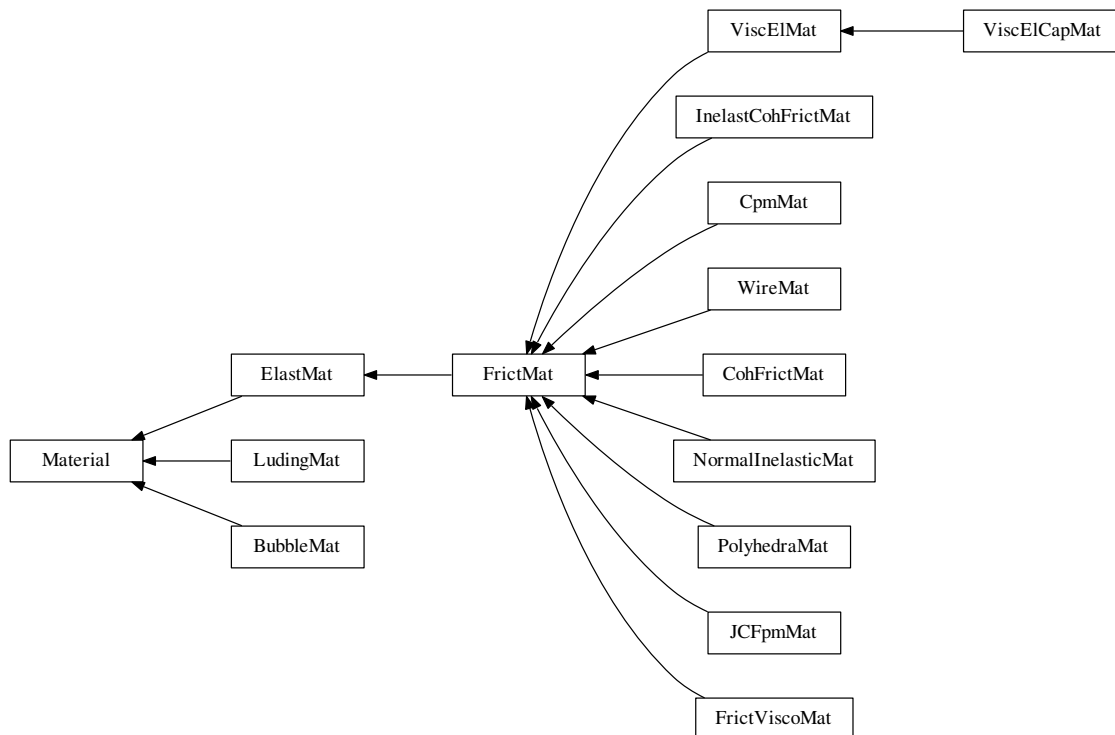 ViscElMat
ViscElCapMat
InelastCohFrictMat
CpmMat
WireMat
ElastMat
FrictMat
CohFrictMat
Material
LudingMat
NormalInelasticMat
BubbleMat
PolyhedraMat
JCFpmMat
FrictViscoMat